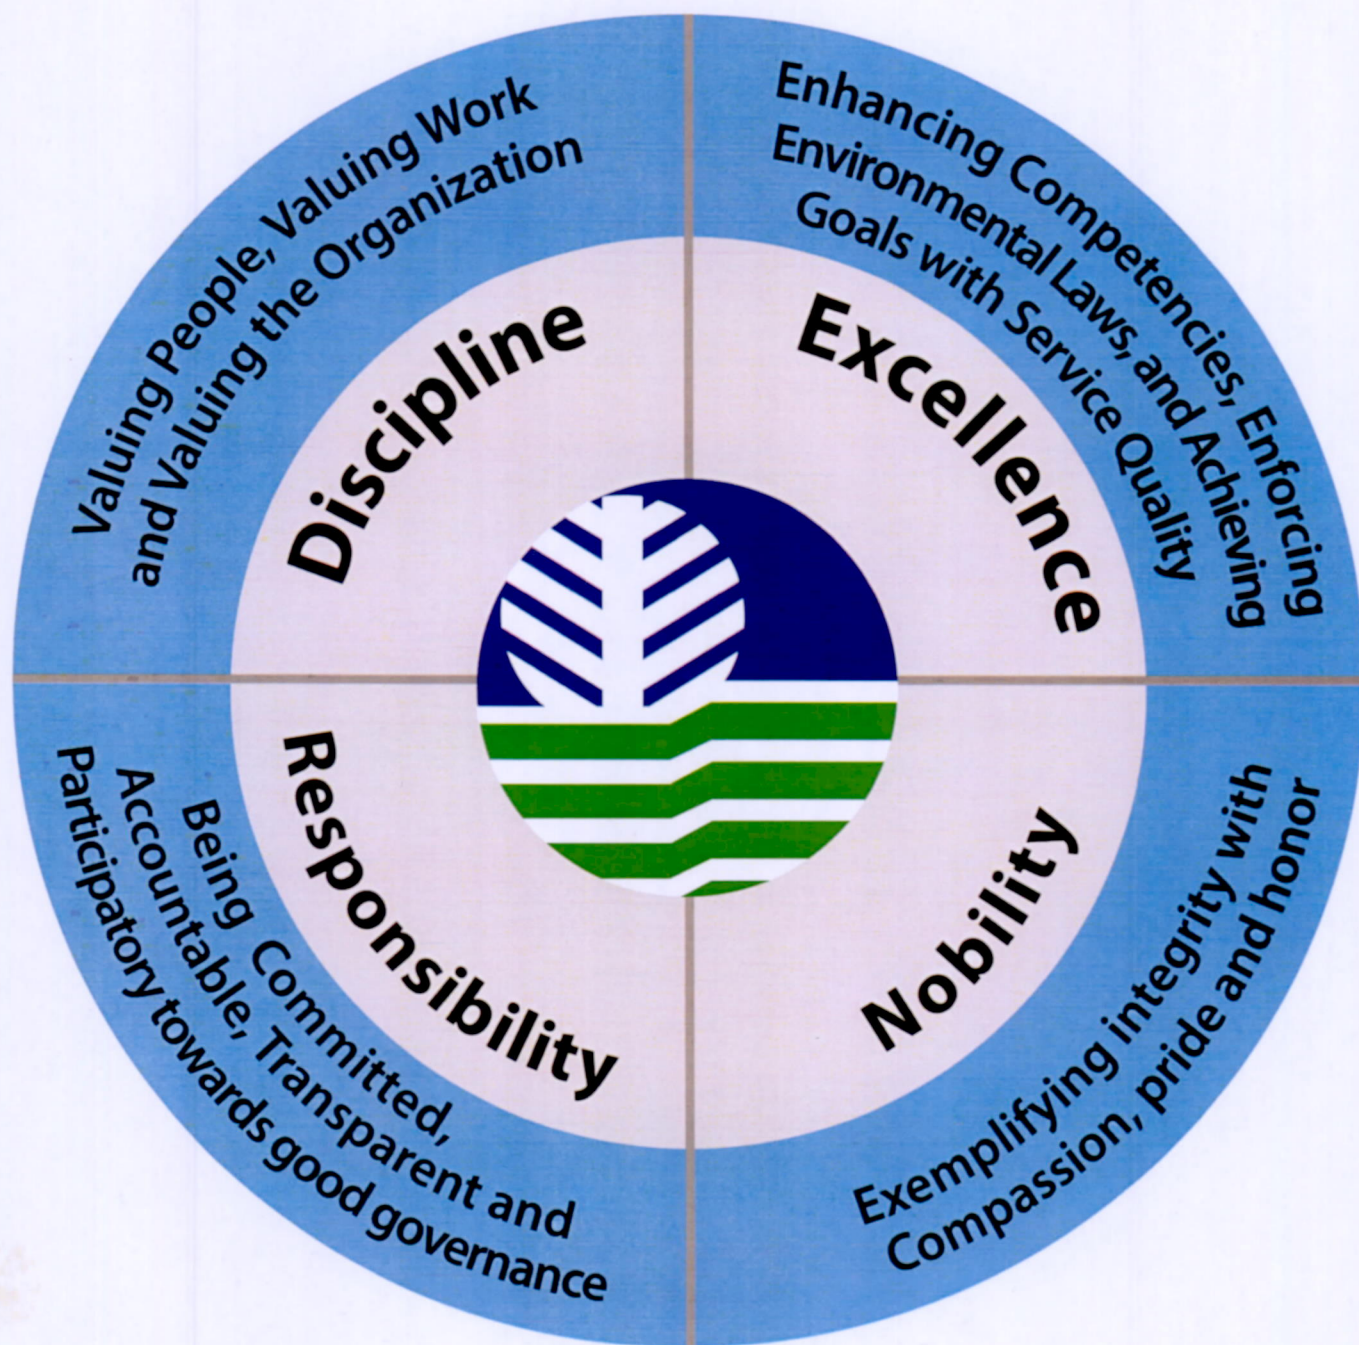 Discipline
Valuing People, Valuing Work
and Valuing the Organization
Excellence
Enhancing Competencies, Enforcing
Environmental Laws, and Achieving
Goals with Service Quality
Nobility
Exemplifying integrity with
Compassion, pride and honor
Responsibility
Being Committed,
Accountable, Transparent and
Participatory towards good governance